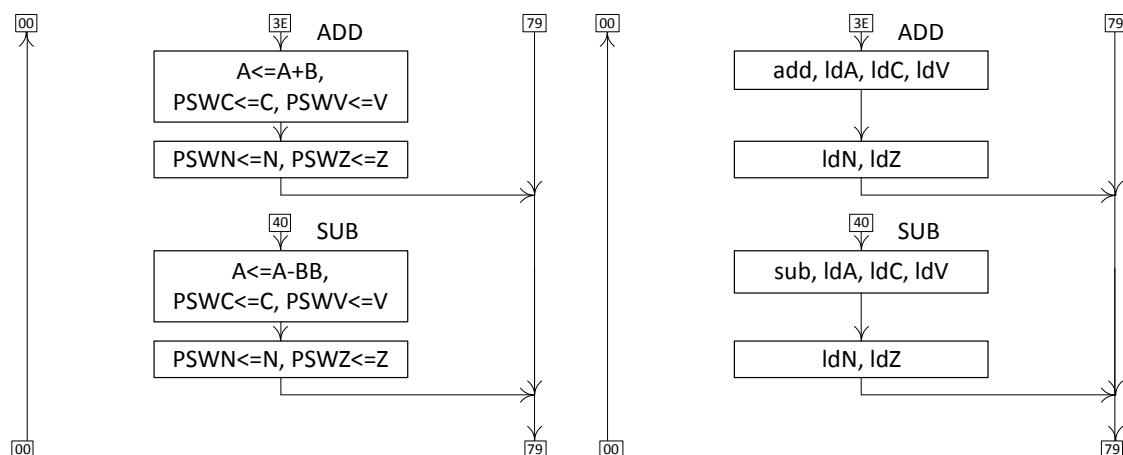 00
3E
ADD
79
A<=A+B,
PSWC<=C, PSWV<=V
PSWN<=N, PSWZ<=Z
40
SUB
A<=A-BB,
PSWC<=C, PSWV<=V
PSWN<=N, PSWZ<=Z
00
79
00
3E
ADD
79
add, ldA, ldC, ldV
ldN, ldZ
40
SUB
sub, ldA, ldC, ldV
ldN, ldZ
00
79